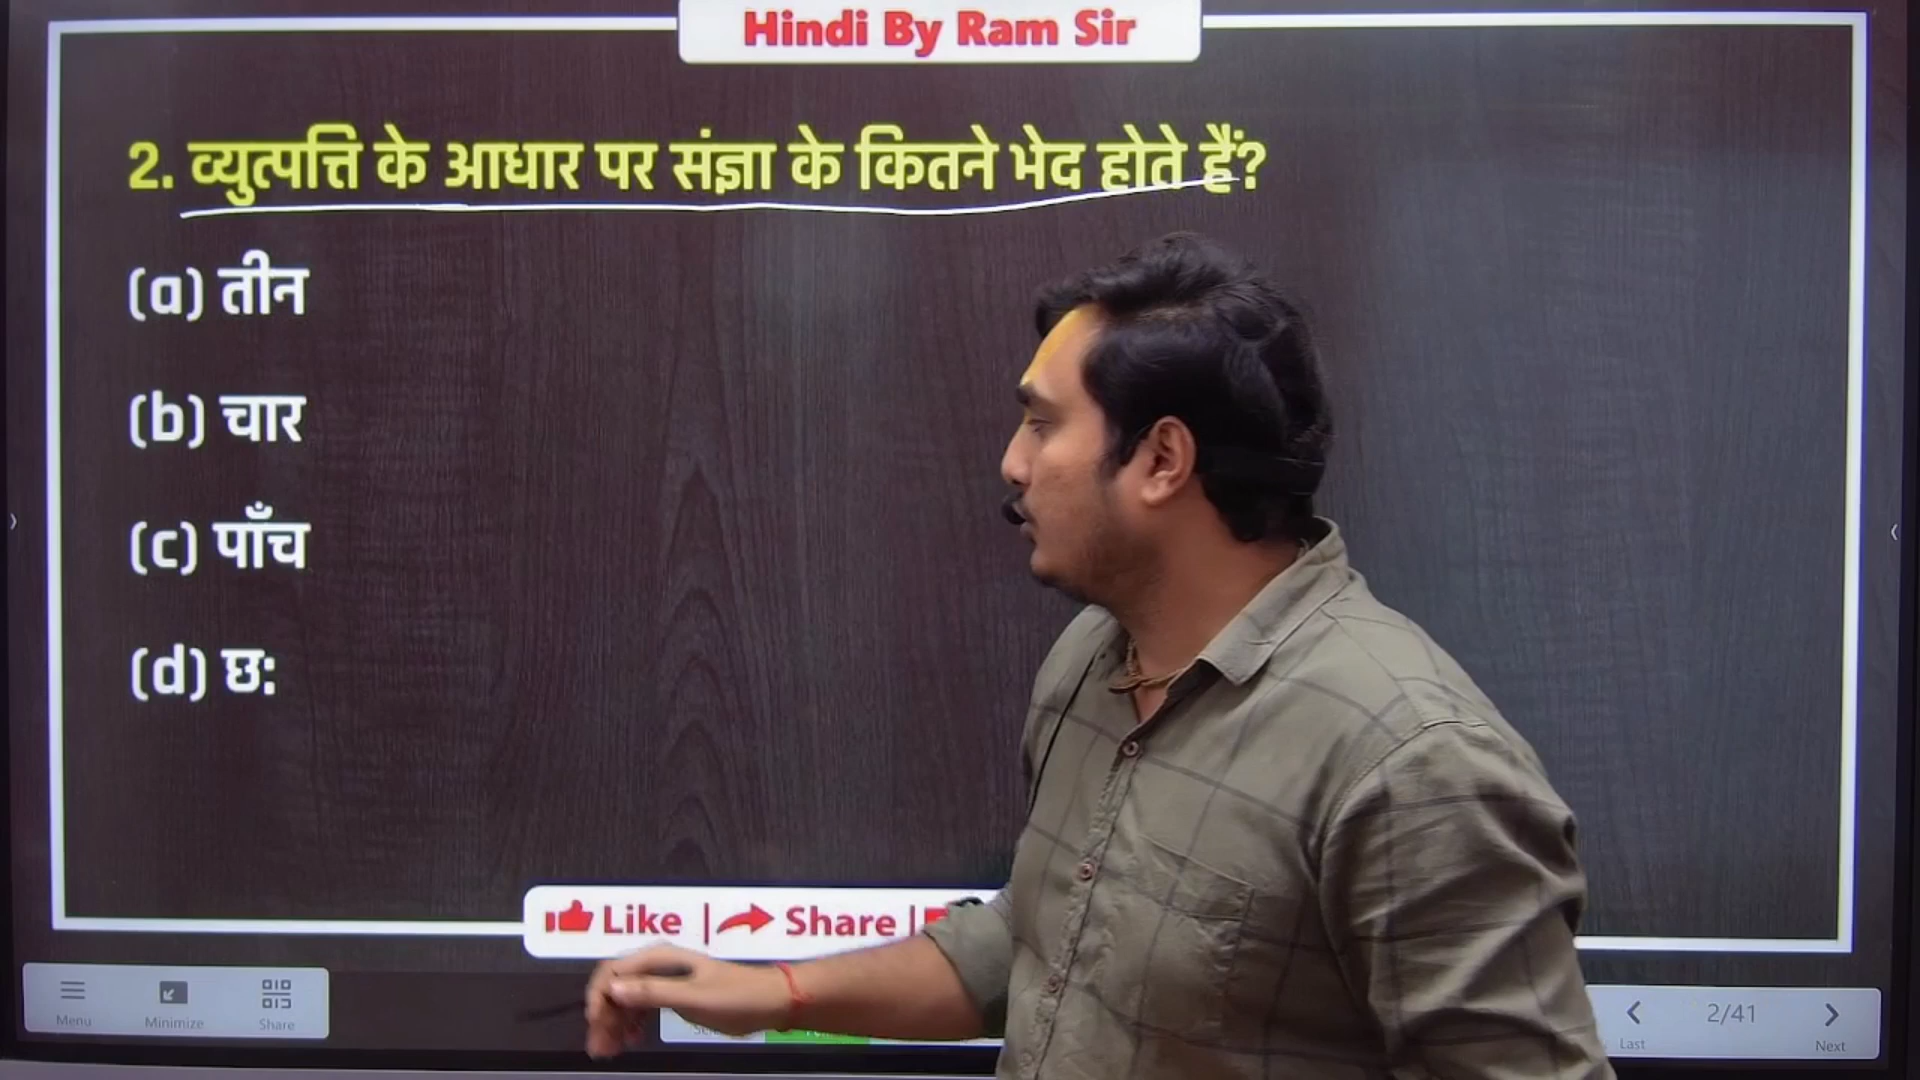 Hindi By Ram Sir
2. व्युत्पत्ति के आधार पर संज्ञा के कितने भेद होते हैं?
(a) तीन
(b) चार
(c) पाँच
(d) छ:
Like | Share |
Menu Minimize Share
2/41
Last Next